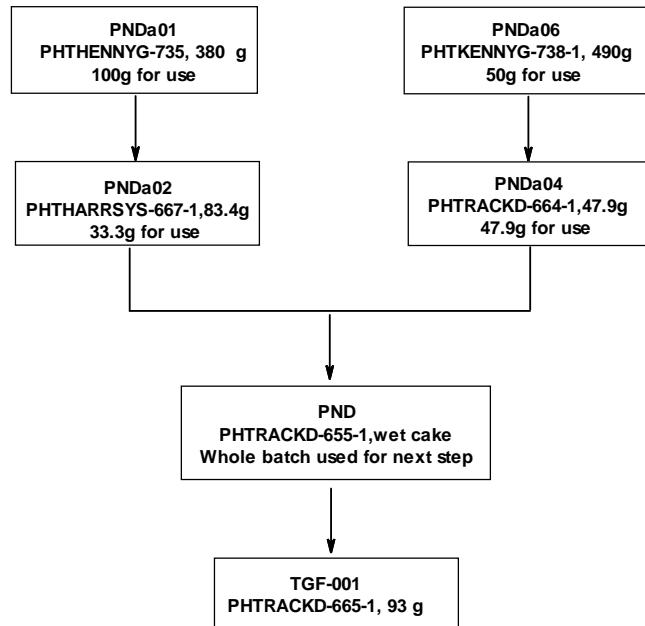 PNDa01
PHTHENNYG-735, 380 g
100g for use
PNDa06
PHTKENNYG-738-1, 490g
50g for use
PNDa02
PHTHARRSYS-667-1,83.4g
33.3g for use
PNDa04
PHTRACKD-664-1,47.9g
47.9g for use
PND
PHTRACKD-655-1,wet cake
Whole batch used for next step
TGF-001
PHTRACKD-665-1, 93 g